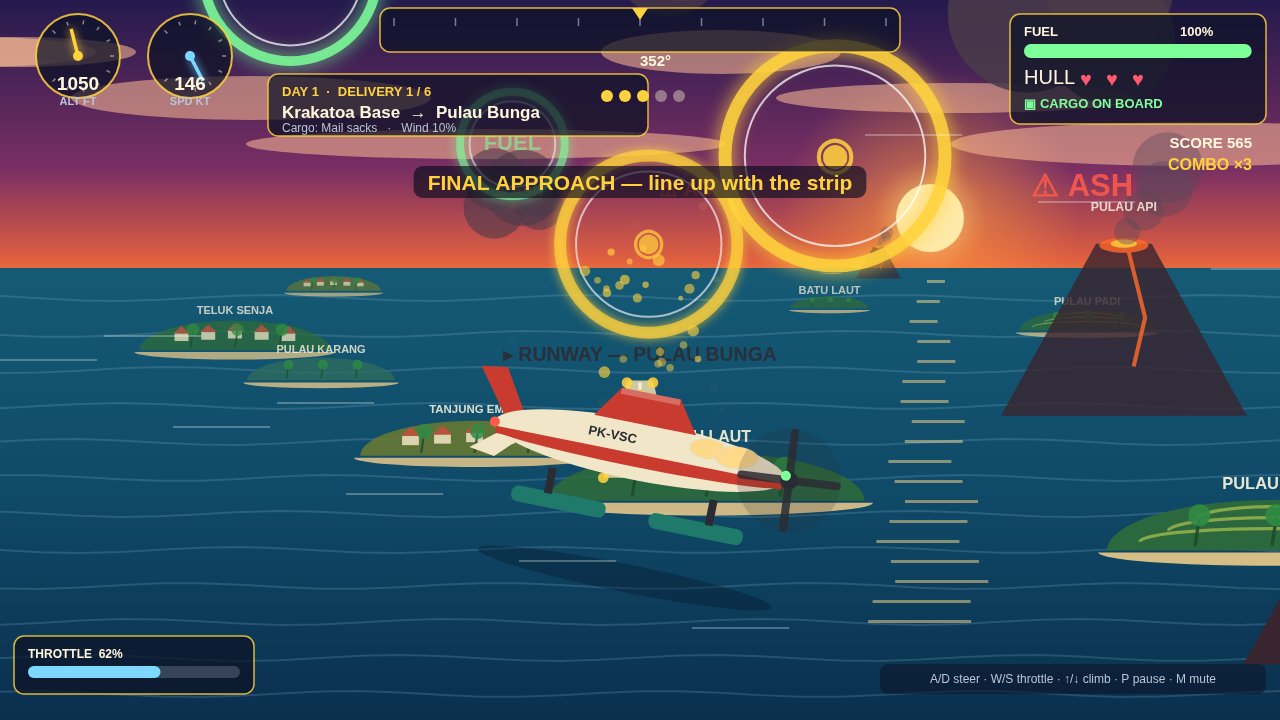 1050
ALT FT
146
SPD KT
352°
DAY 1 · DELIVERY 1 / 6
Krakatoa Base → Pulau Bunga
Cargo: Mail sacks · Wind 10%
FUEL 100%
HULL ♥ ♥ ♥
▣ CARGO ON BOARD
SCORE 565
COMBO ×3
FUEL
FINAL APPROACH — line up with the strip
⚠ ASH
PULAU API
BATU LAUT
PULAU PADI
TELUK SENJA
PULAU KARANG
▸ RUNWAY — PULAU BUNGA
TANJUNG EM
PK-VSC
LAUT
PULAU
THROTTLE 62%
A/D steer · W/S throttle · ↑/↓ climb · P pause · M mute